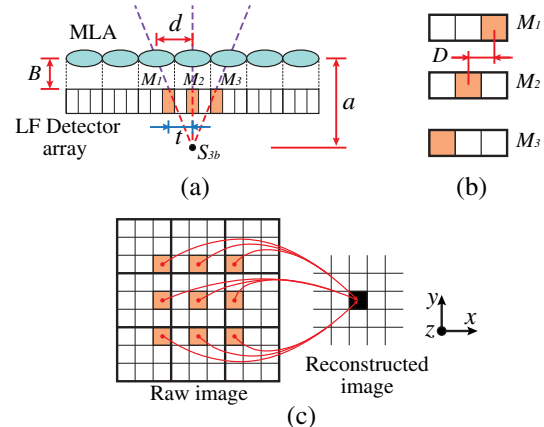 MLA
d
B
M1 M2 M3
a
LF Detector
array
t
S3b
(a)
M1
D
M2
M3
(b)
Raw image
Reconstructed
image
y
z x
(c)